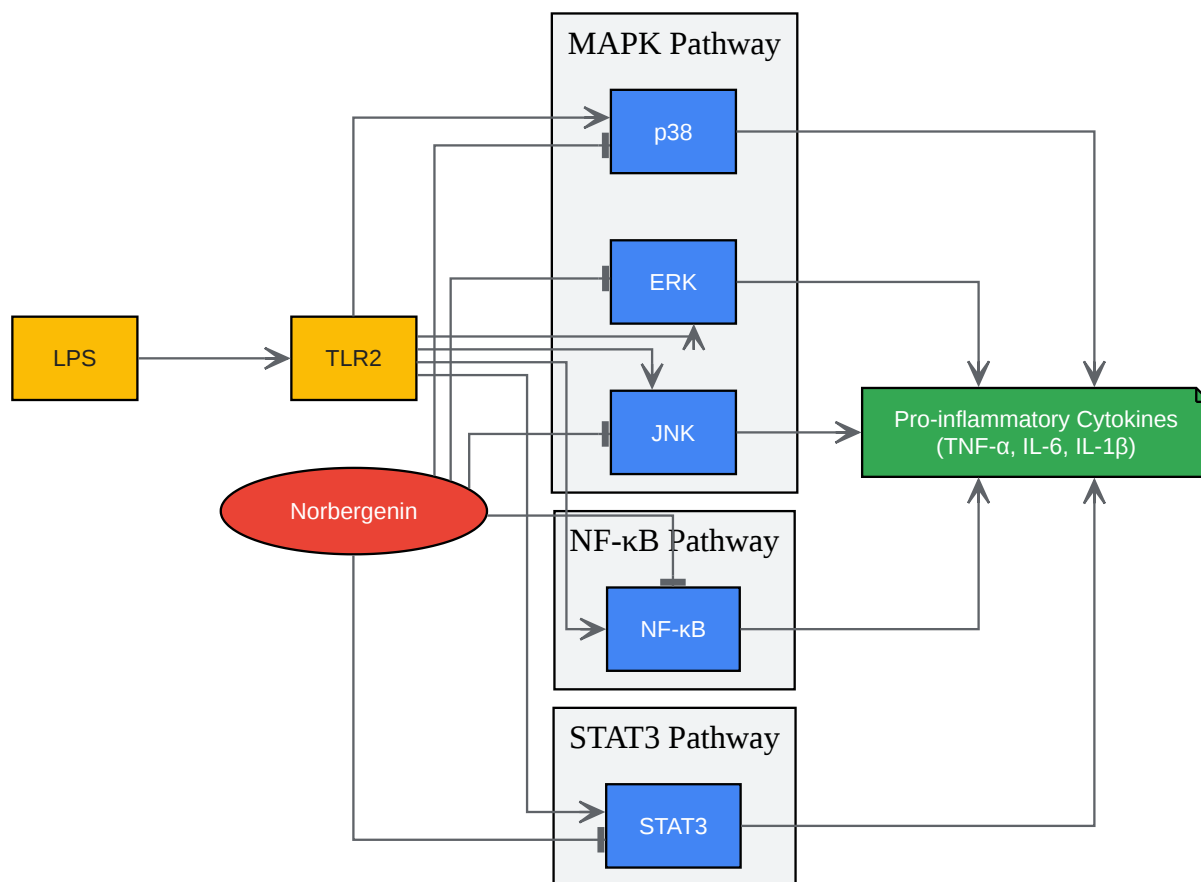 MAPK Pathway
p38
ERK
LPS
TLR2
JNK
Pro-inflammatory Cytokines
(TNF-α, IL-6, IL-1β)
Norbergenin
NF-κB Pathway
NF-κB
STAT3 Pathway
STAT3